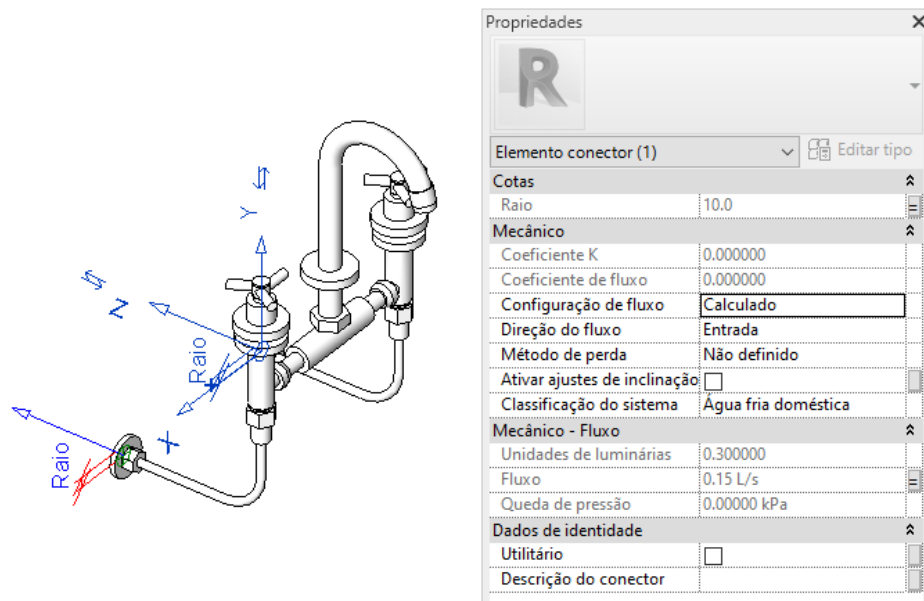 Y
Z
Raio
X
Raio
Propriedades
R
Elemento conector (1)
Editar tipo
Cotas
Raio 10.0 =
Mecânico
Coeficiente K 0.000000
Coeficiente de fluxo 0.000000
Configuração de fluxo Calculado
Direção do fluxo Entrada
Método de perda Não definido
Ativar ajustes de inclinação
Classificação do sistema Água fria doméstica
Mecânico - Fluxo
Unidades de luminárias 0.300000
Fluxo 0.15 L/s =
Queda de pressão 0.00000 kPa
Dados de identidade
Utilitário
Descrição do conector